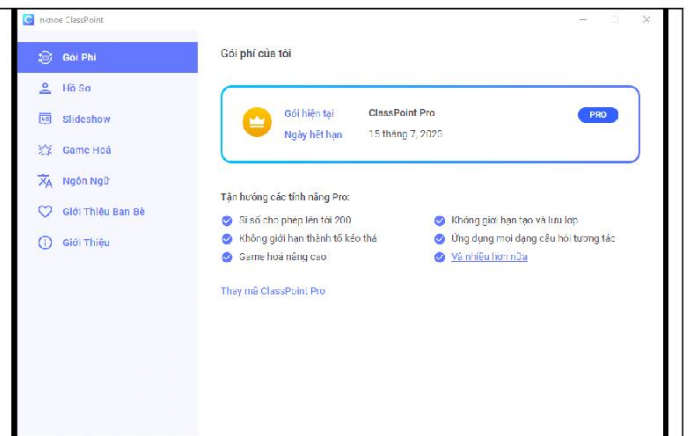 inknoe ClassPoint
Gói Phí
Hồ Sơ
Slideshow
Game Hoá
Ngôn Ngữ
Giới Thiệu Bạn Bè
Giới Thiệu
Gói phí của tôi
Gói hiện tại ClassPoint Pro PRO
Ngày hết hạn 15 tháng 7, 2023
Tận hưởng các tính năng Pro:
Sĩ số cho phép lên tới 200
Không giới hạn thành tố kéo thả
Game hoá nâng cao
Không giới hạn tạo và lưu lớp
Ứng dụng mọi dạng câu hỏi tương tác
Và nhiều hơn nữa
Thay mã ClassPoint Pro